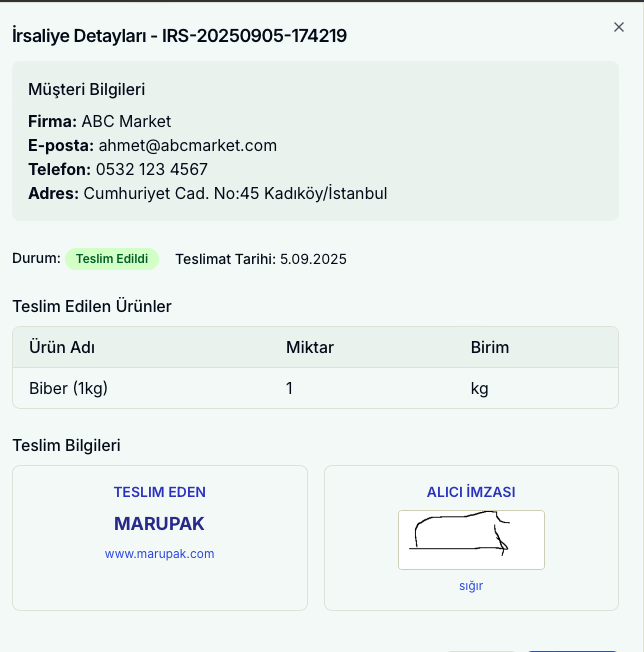 İrsaliye Detayları - IRS-20250905-174219
Müşteri Bilgileri
Firma: ABC Market
E-posta: ahmet@abcmarket.com
Telefon: 0532 123 4567
Adres: Cumhuriyet Cad. No:45 Kadıköy/İstanbul
Durum: Teslim Edildi Teslimat Tarihi: 5.09.2025
Teslim Edilen Ürünler
Ürün Adı Miktar Birim
Biber (1kg) 1 kg
Teslim Bilgileri
TESLIM EDEN
MARUPAK
www.marupak.com
ALICI İMZASI
sığır